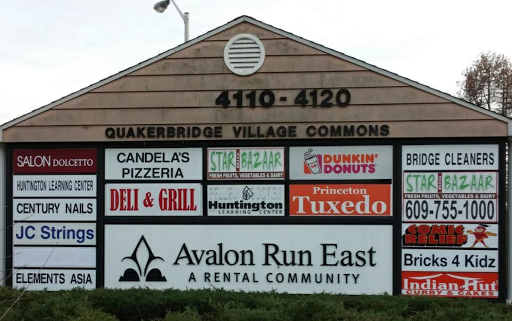 4110 - 4120
QUAKERBRIDGE VILLAGE COMMONS
SALON DOLCETTO
HUNTINGTON LEARNING CENTER
CENTURY NAILS
JC Strings
ELEMENTS ASIA
CANDELA'S
PIZZERIA
DELI & GRILL
STAR BAZAAR
FRESH FRUITS, VEGETABLES & DAIRY
Huntington
LEARNING CENTER
DUNKIN'
DONUTS
Princeton
Tuxedo
Avalon Run East
A RENTAL COMMUNITY
BRIDGE CLEANERS
STAR BAZAAR
FRESH FRUITS, VEGETABLES & DAIRY
609-755-1000
COMIC
RELIEF
Bricks 4 Kidz
Indian Hut
CURRY & CAKES